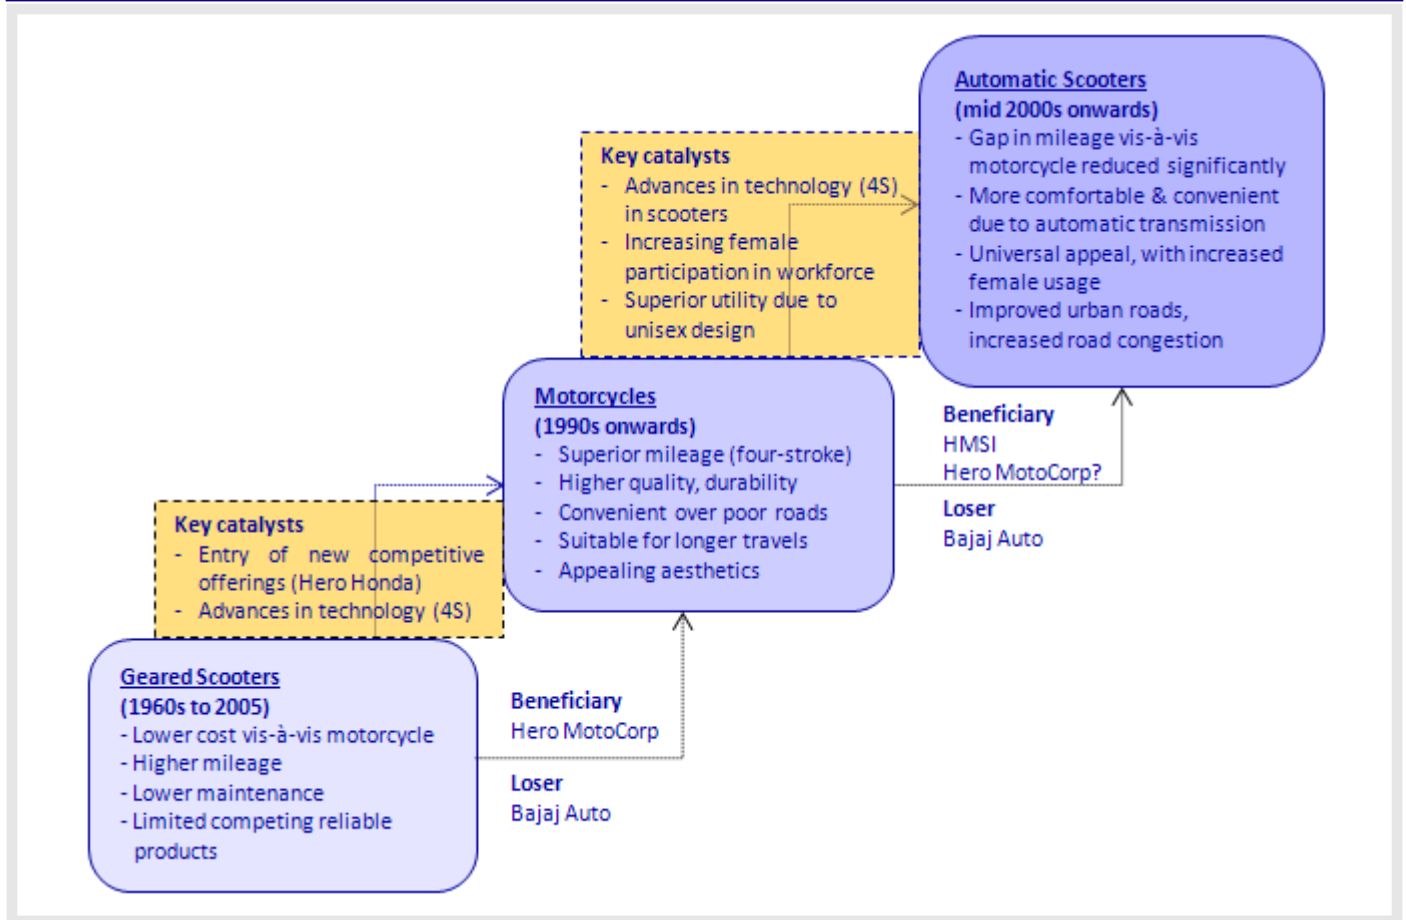 Automatic Scooters
(mid 2000s onwards)
- Gap in mileage vis-à-vis
motorcycle reduced significantly
- More comfortable & convenient
due to automatic transmission
- Universal appeal, with increased
female usage
- Improved urban roads,
increased road congestion
Key catalysts
- Advances in technology (4S)
in scooters
- Increasing female
participation in workforce
- Superior utility due to
unisex design
Motorcycles
(1990s onwards)
- Superior mileage (four-stroke)
- Higher quality, durability
- Convenient over poor roads
- Suitable for longer travels
- Appealing aesthetics
Beneficiary
HMSI
Hero MotoCorp?
Loser
Bajaj Auto
Key catalysts
- Entry of new competitive
offerings (Hero Honda)
- Advances in technology (4S)
Geared Scooters
(1960s to 2005)
- Lower cost vis-à-vis motorcycle
- Higher mileage
- Lower maintenance
- Limited competing reliable
products
Beneficiary
Hero MotoCorp
Loser
Bajaj Auto